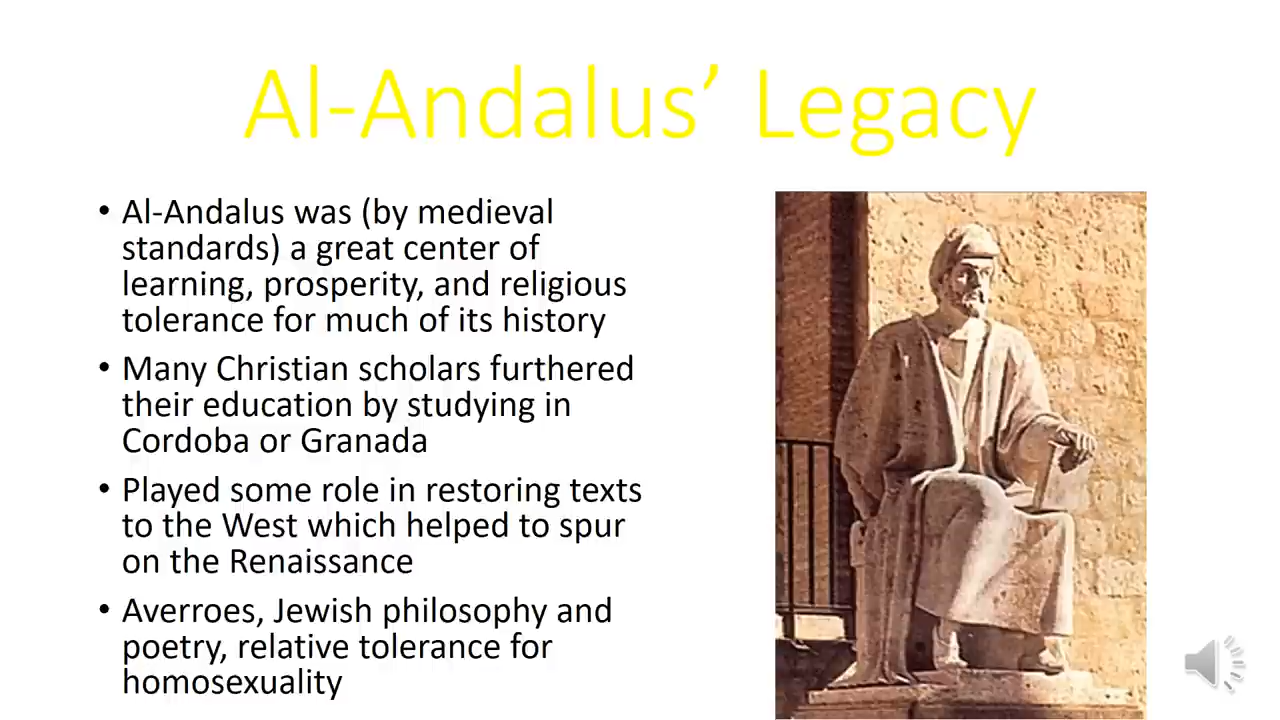 Al-Andalus’ Legacy
• Al-Andalus was (by medieval
standards) a great center of
learning, prosperity, and religious
tolerance for much of its history
• Many Christian scholars furthered
their education by studying in
Cordoba or Granada
• Played some role in restoring texts
to the West which helped to spur
on the Renaissance
• Averroes, Jewish philosophy and
poetry, relative tolerance for
homosexuality